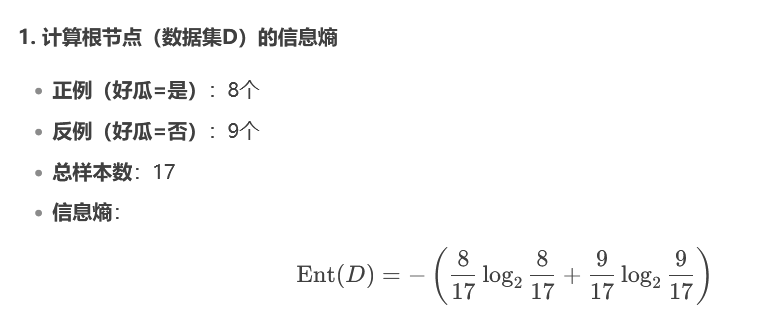 1. 计算根节点（数据集D）的信息熵
• 正例（好瓜=是）：8个
• 反例（好瓜=否）：9个
• 总样本数：17
• 信息熵：
Ent(D) = −(8/17 log₂ 8/17 + 9/17 log₂ 9/17)